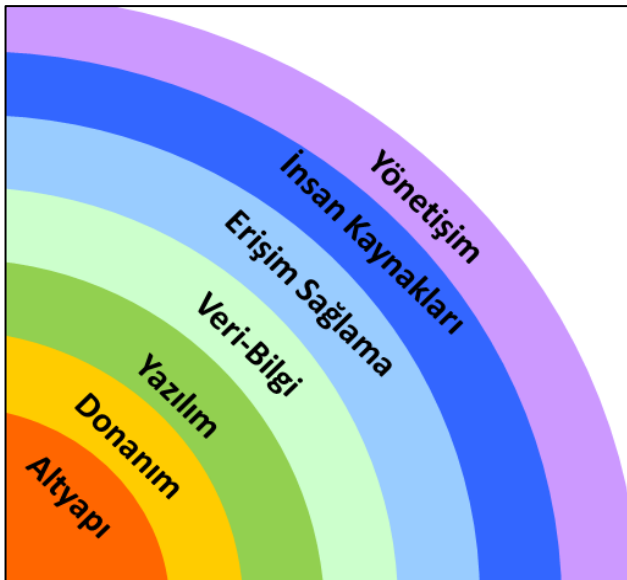 Yönetişim
İnsan Kaynakları
Erişim Sağlama
Veri-Bilgi
Yazılım
Donanım
Altyapı